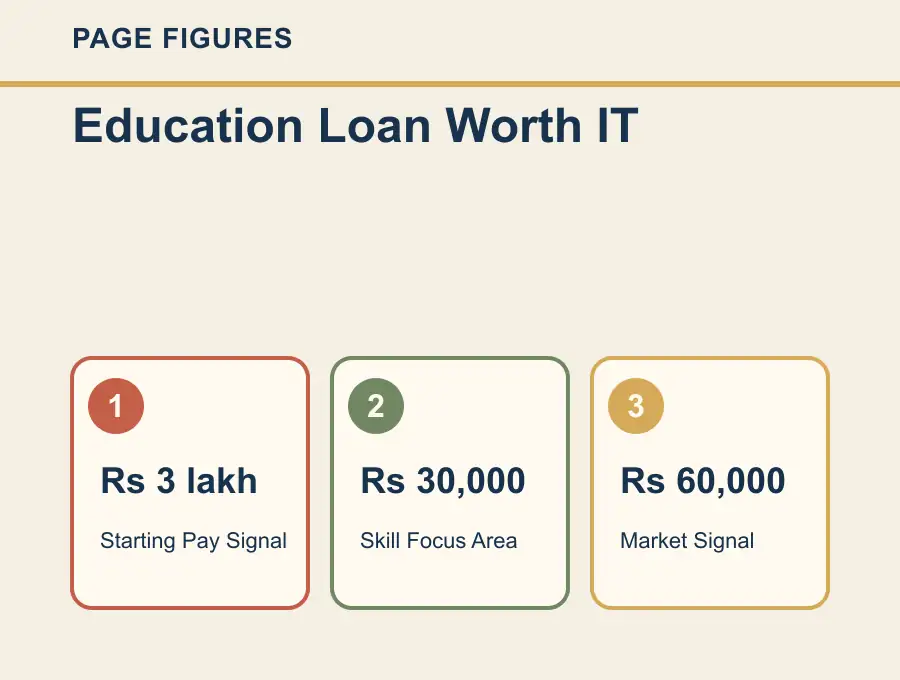 PAGE FIGURES
Education Loan Worth IT
1
Rs 3 lakh
Starting Pay Signal
2
Rs 30,000
Skill Focus Area
3
Rs 60,000
Market Signal